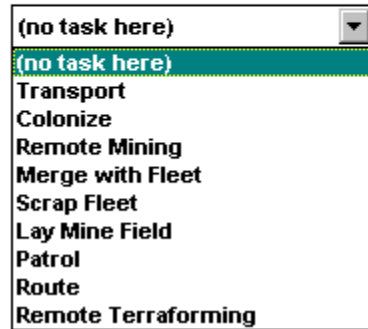 (no task here)
(no task here)
Transport
Colonize
Remote Mining
Merge with Fleet
Scrap Fleet
Lay Mine Field
Patrol
Route
Remote Terraforming